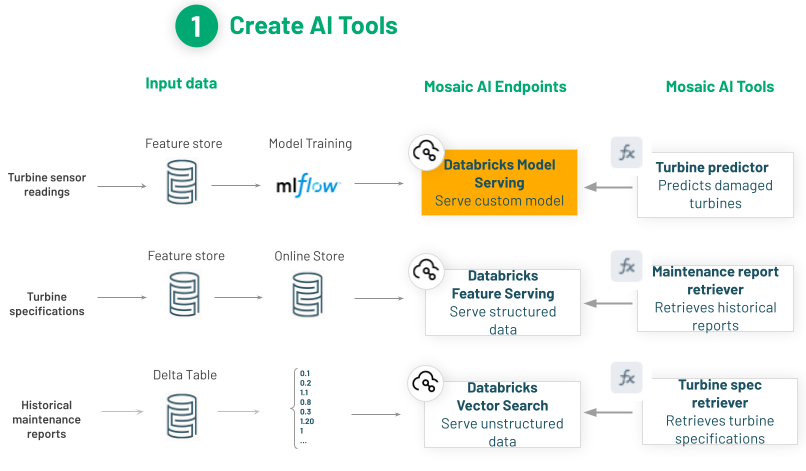 1 Create AI Tools
Input data
Mosaic AI Endpoints
Mosaic AI Tools
Turbine sensor
readings
Feature store
Model Training
mlflow
Databricks Model
Serving
Serve custom model
fx
Turbine predictor
Predicts damaged
turbines
Turbine
specifications
Feature store
Online Store
Databricks
Feature Serving
Serve structured
data
fx
Maintenance report
retriever
Retrieves historical
reports
Historical
maintenance
reports
Delta Table
0.1
0.2
1.1
0.8
0.3
1.20
1
...
Databricks
Vector Search
Serve unstructured
data
fx
Turbine spec
retriever
Retrieves turbine
specifications